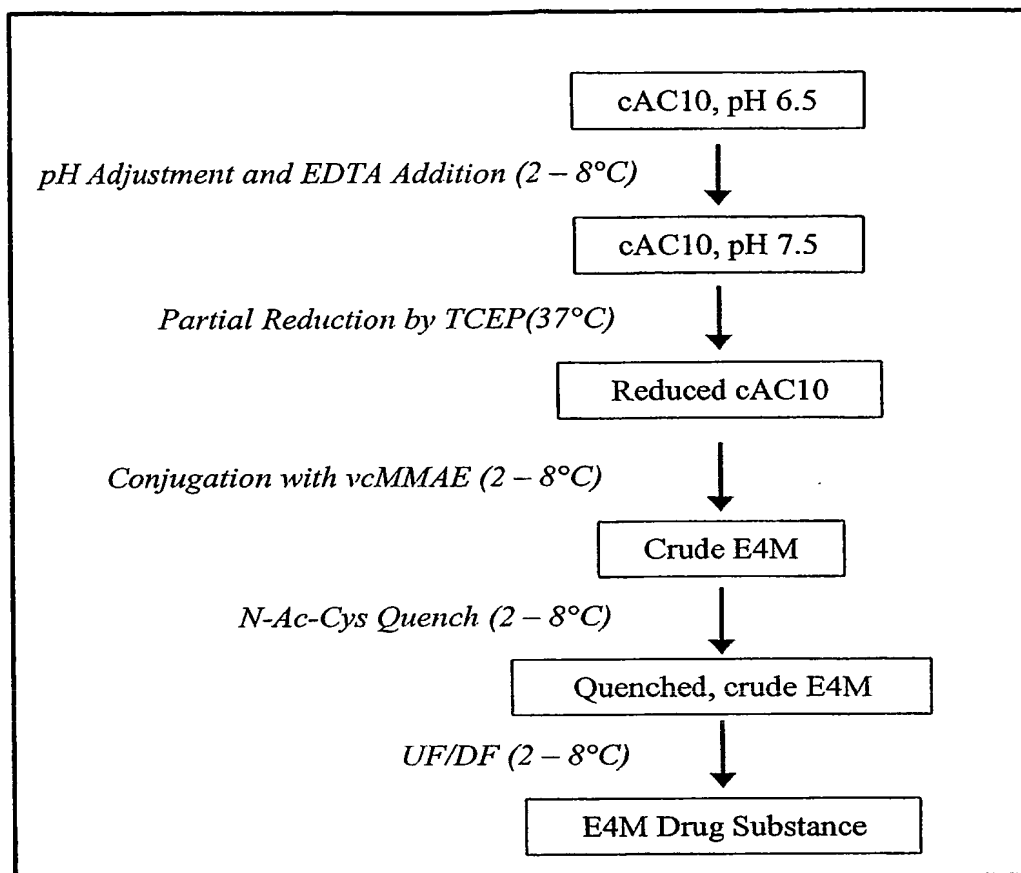 cAC10, pH 6.5
pH Adjustment and EDTA Addition (2 – 8°C)
cAC10, pH 7.5
Partial Reduction by TCEP(37°C)
Reduced cAC10
Conjugation with vcMMAE (2 – 8°C)
Crude E4M
N-Ac-Cys Quench (2 – 8°C)
Quenched, crude E4M
UF/DF (2 – 8°C)
E4M Drug Substance